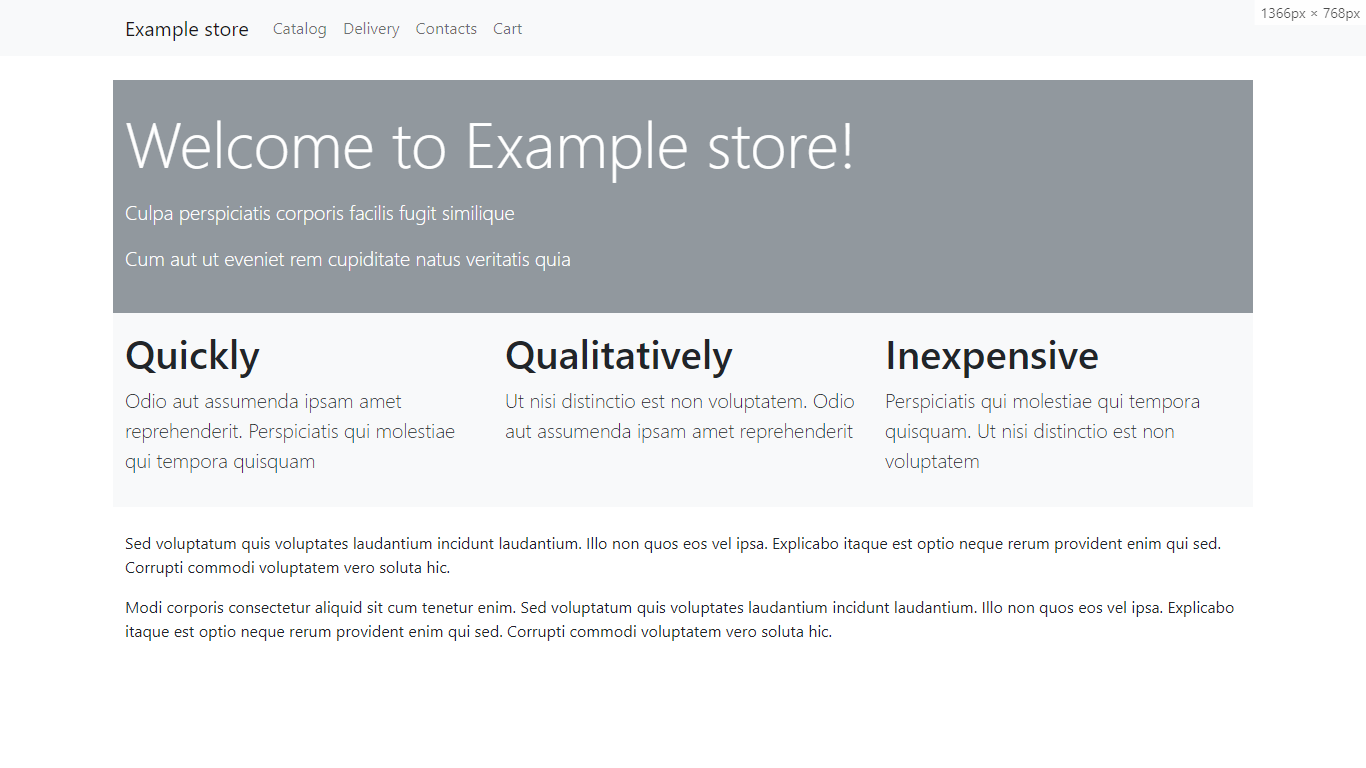 Example store Catalog Delivery Contacts Cart
1366px × 768px
Welcome to Example store!
Culpa perspiciatis corporis facilis fugit similique
Cum aut ut eveniet rem cupiditate natus veritatis quia
Quickly
Odio aut assumenda ipsam amet
reprehenderit. Perspiciatis qui molestiae
qui tempora quisquam
Qualitatively
Ut nisi distinctio est non voluptatem. Odio
aut assumenda ipsam amet reprehenderit
Inexpensive
Perspiciatis qui molestiae qui tempora
quisquam. Ut nisi distinctio est non
voluptatem
Sed voluptatum quis voluptates laudantium incidunt laudantium. Illo non quos eos vel ipsa. Explicabo itaque est optio neque rerum provident enim qui sed.
Corrupti commodi voluptatem vero soluta hic.
Modi corporis consectetur aliquid sit cum tenetur enim. Sed voluptatum quis voluptates laudantium incidunt laudantium. Illo non quos eos vel ipsa. Explicabo
itaque est optio neque rerum provident enim qui sed. Corrupti commodi voluptatem vero soluta hic.